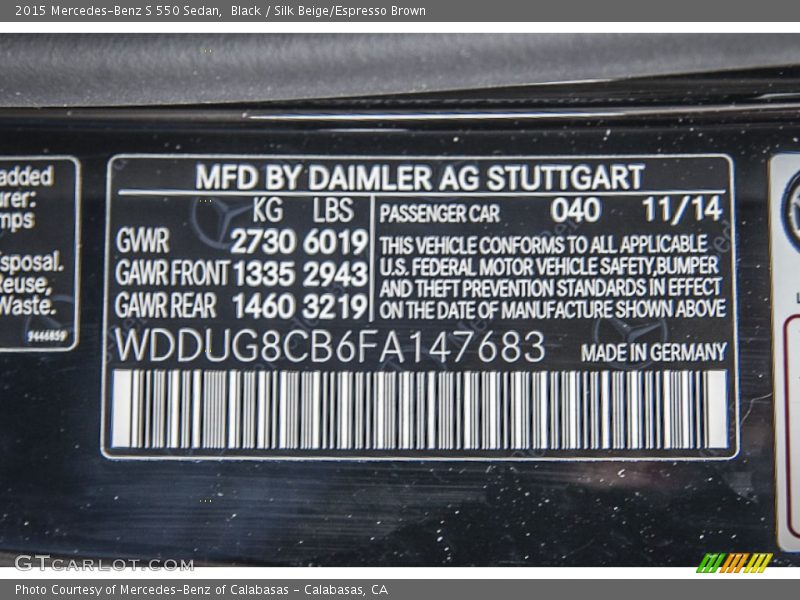 2015 Mercedes-Benz S 550 Sedan, Black / Silk Beige/Espresso Brown
added
urer:
mps
sposal.
Reuse,
Waste.
9444859
MFD BY DAIMLER AG STUTTGART
KG LBS
GWR 2730 6019
GAWR FRONT 1335 2943
GAWR REAR 1460 3219
PASSENGER CAR 040 11/14
THIS VEHICLE CONFORMS TO ALL APPLICABLE
U.S. FEDERAL MOTOR VEHICLE SAFETY,BUMPER
AND THEFT PREVENTION STANDARDS IN EFFECT
ON THE DATE OF MANUFACTURE SHOWN ABOVE
WDDUG8CB6FA147683 MADE IN GERMANY
GTcarlot.com
Photo Courtesy of Mercedes-Benz of Calabasas - Calabasas, CA